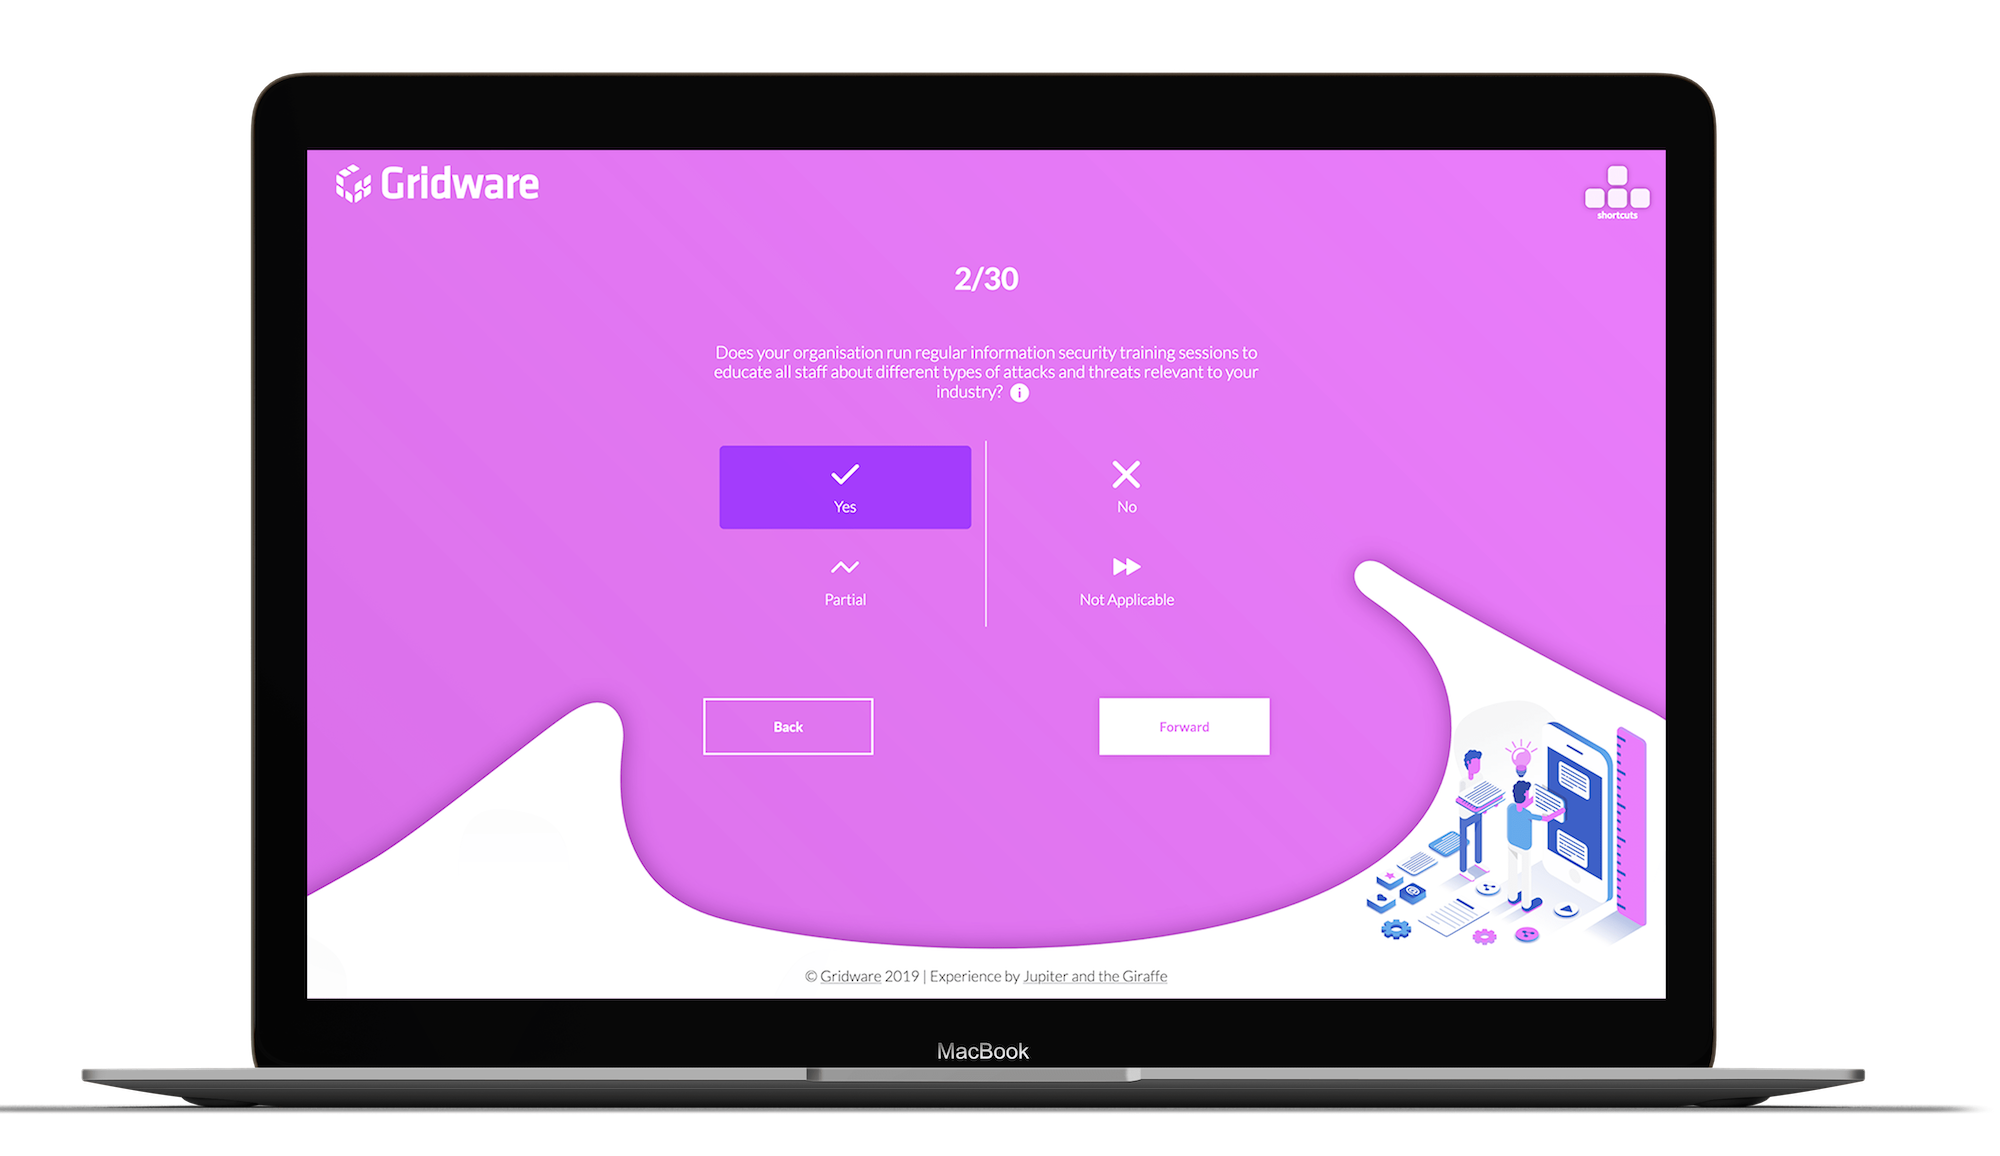 Gridware
shortcuts
2/30
Does your organisation run regular information security training sessions to
educate all staff about different types of attacks and threats relevant to your
industry? i
Yes
No
Partial
Not Applicable
Back
Forward
© Gridware 2019 | Experience by Jupiter and the Giraffe
MacBook